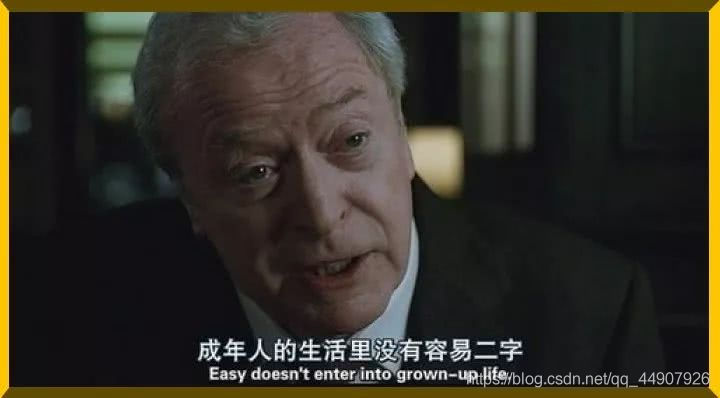 成年人的生活里没有容易二字
Easy doesn't enter into grown-up life
https://blog.csdn.net/qq_44907926